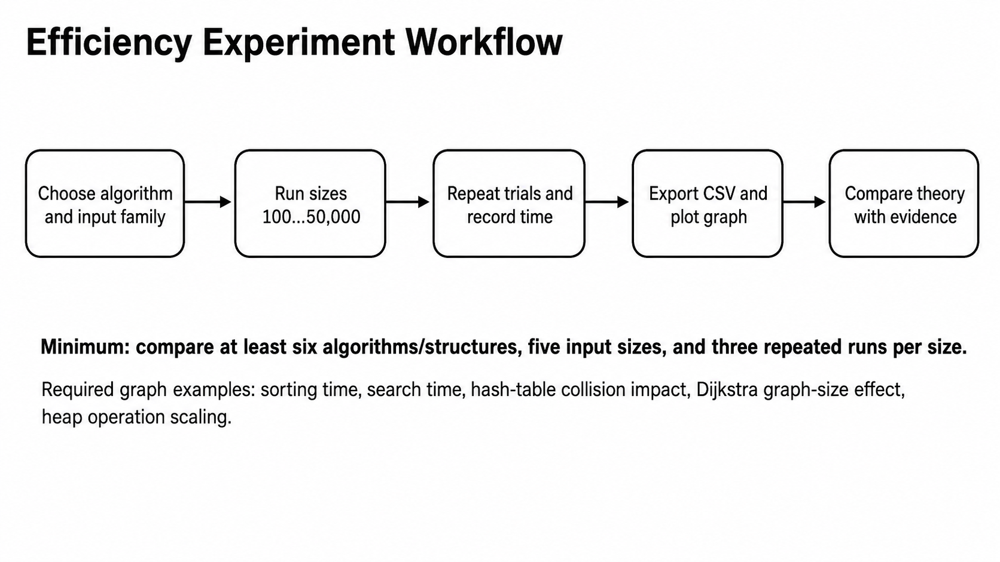 Efficiency Experiment Workflow
Choose algorithm
and input family
Run sizes
100...50,000
Repeat trials and
record time
Export CSV and
plot graph
Compare theory
with evidence
Minimum: compare at least six algorithms/structures, five input sizes, and three repeated runs per size.
Required graph examples: sorting time, search time, hash-table collision impact, Dijkstra graph-size effect,
heap operation scaling.